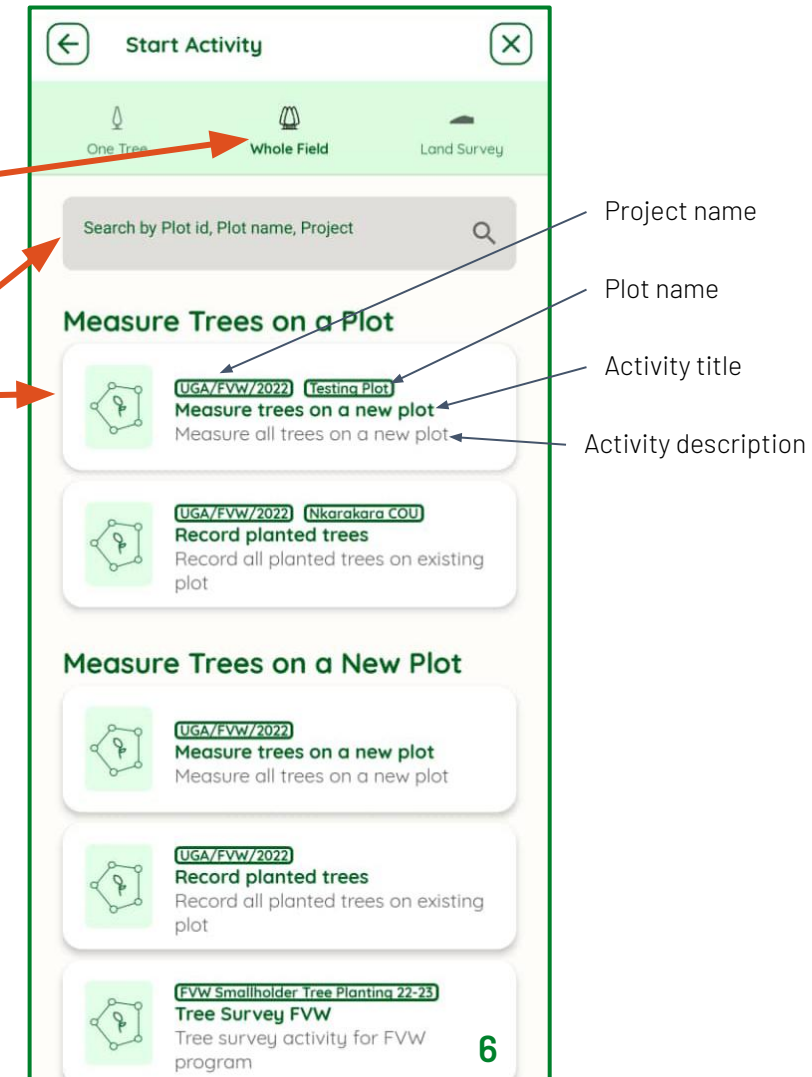 Start Activity
One Tree
Whole Field
Land Survey
Search by Plot id, Plot name, Project
Measure Trees on a Plot
UGA/FVW/2022 Testing Plot
Measure trees on a new plot
Measure all trees on a new plot
UGA/FVW/2022 Nkarakara COU
Record planted trees
Record all planted trees on existing
plot
Measure Trees on a New Plot
UGA/FVW/2022
Measure trees on a new plot
Measure all trees on a new plot
UGA/FVW/2022
Record planted trees
Record all planted trees on existing
plot
FVW Smallholder Tree Planting 22-23
Tree Survey FVW
Tree survey activity for FVW
program
6
Project name
Plot name
Activity title
Activity description